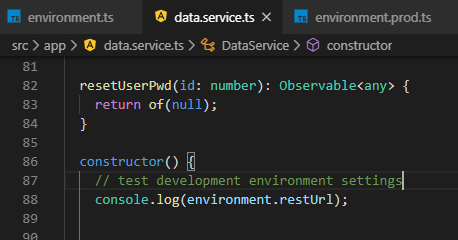 environment.ts
data.service.ts
environment.prod.ts
src > app > data.service.ts > DataService > constructor
81
82 resetUserPwd(id: number): Observable<any> {
83 return of(null);
84 }
85
86 constructor() {
87 // test development environment settings
88 console.log(environment.restUrl);
89
90